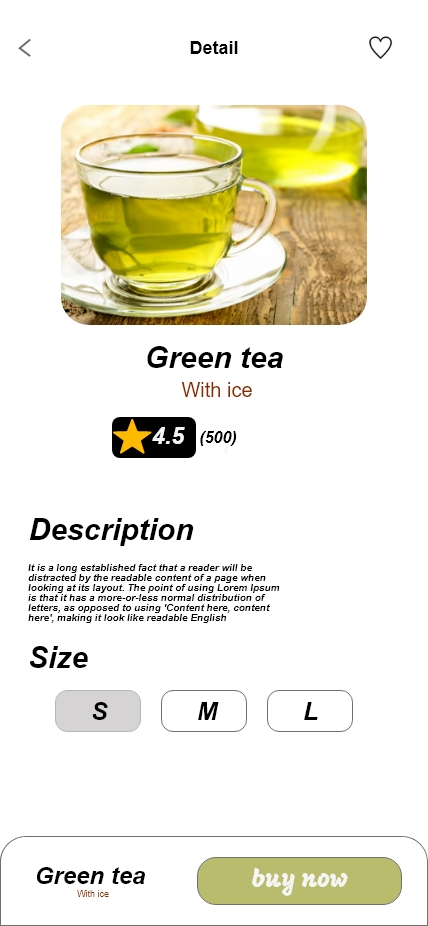 Detail
Green tea
With ice
4.5 (500)
Description
It is a long established fact that a reader will be
distracted by the readable content of a page when
looking at its layout. The point of using Lorem Ipsum
is that it has a more-or-less normal distribution of
letters, as opposed to using 'Content here, content
here', making it look like readable English
Size
S M L
Green tea
With ice
buy now